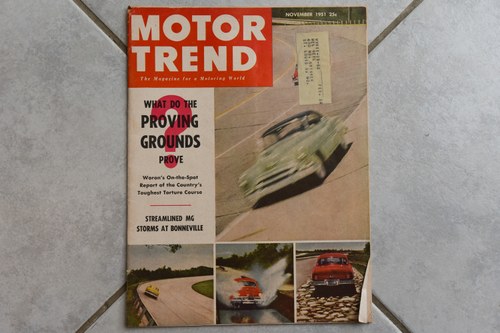 MOTOR
TREND
The Magazine for a Motoring World
NOVEMBER 1951 25c
WHAT DO THE
PROVING
GROUNDS
PROVE
?
Woron's On-the-Spot
Report of the Country's
Toughest Torture Course
STREAMLINED MG
STORMS AT BONNEVILLE